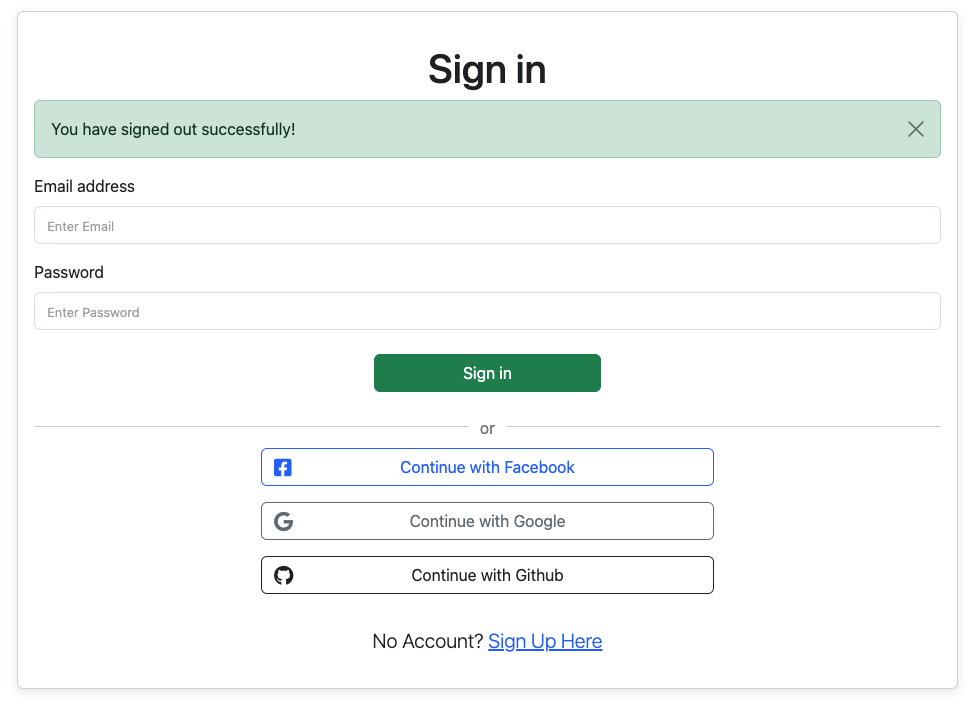 Sign in
You have signed out successfully!
Email address
Enter Email
Password
Enter Password
Sign in
or
Continue with Facebook
Continue with Google
Continue with Github
No Account? Sign Up Here